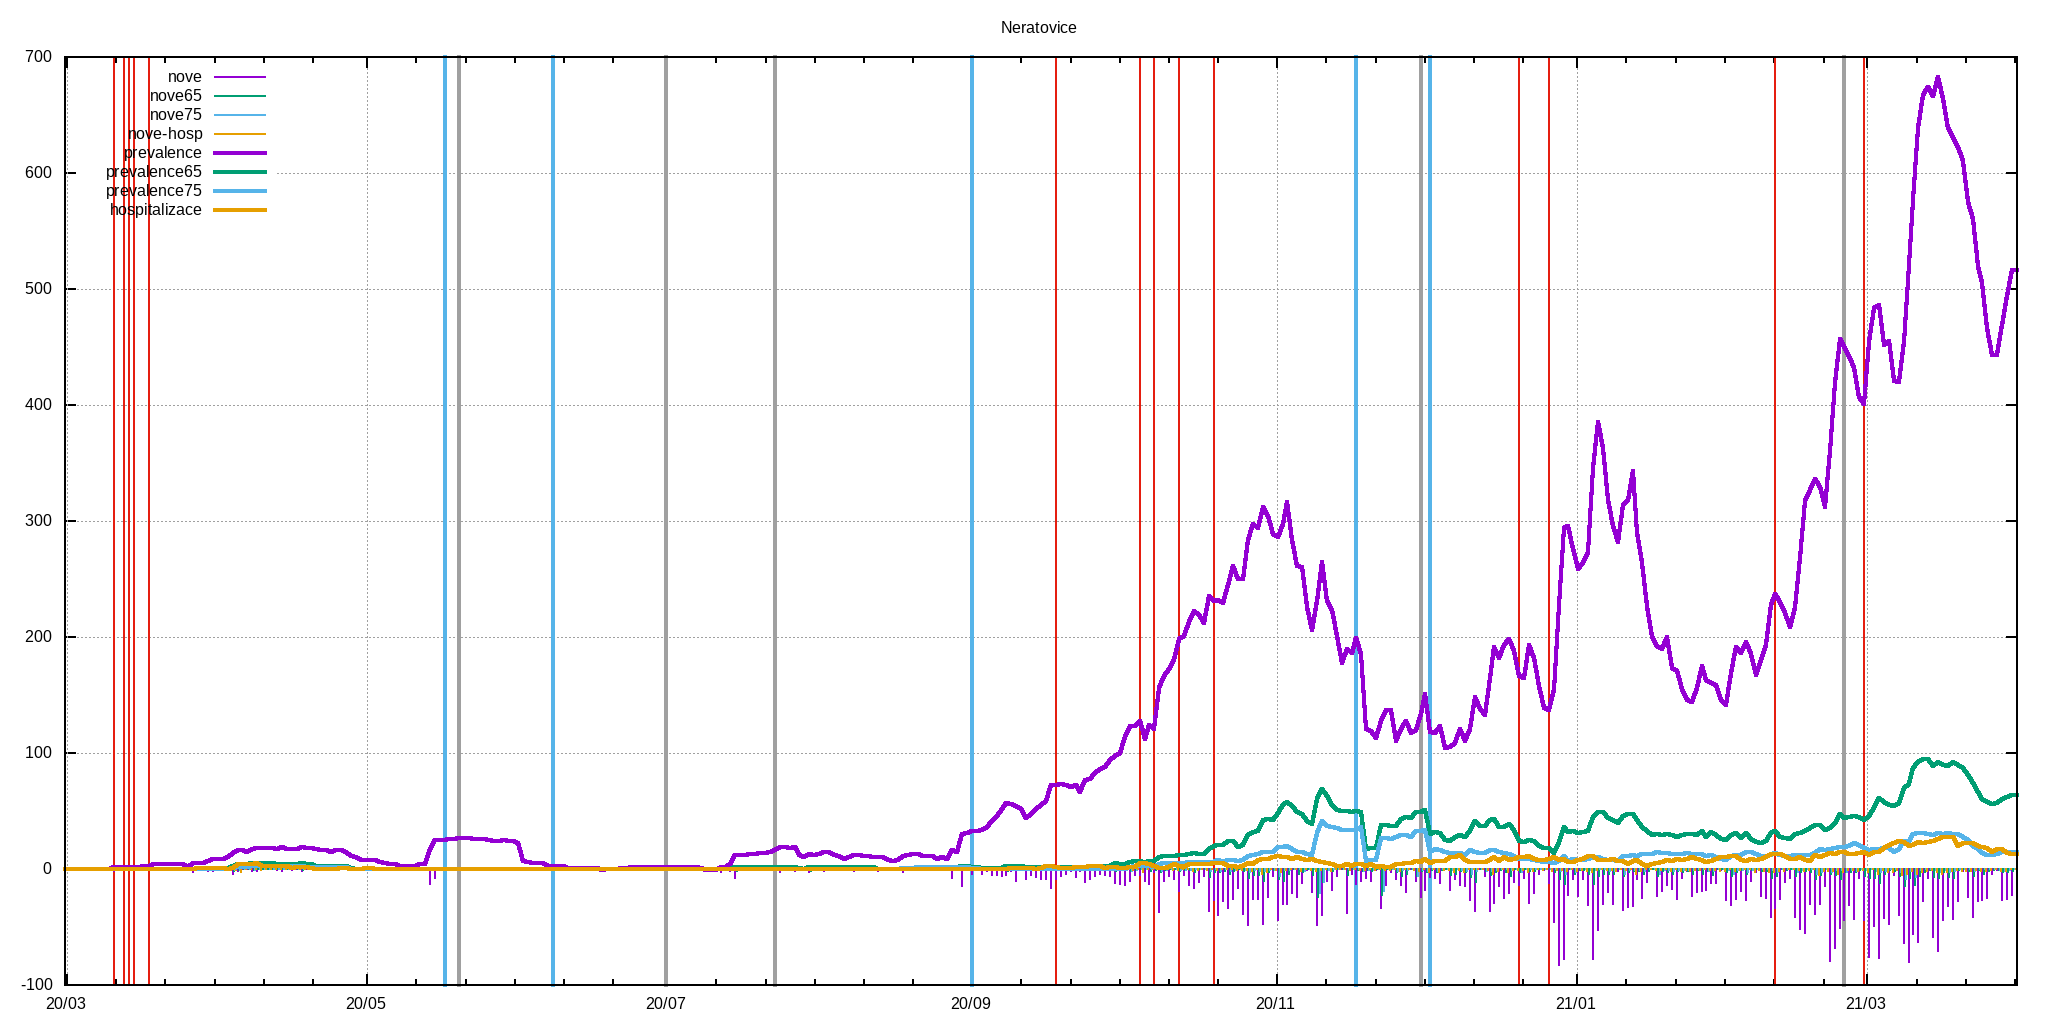 Neratovice
700
600
500
400
300
200
100
0
-100
nove
nove65
nove75
nove-hosp
prevalence
prevalence65
prevalence75
hospitalizace
20/03 20/05 20/07 20/09 20/11 21/01 21/03